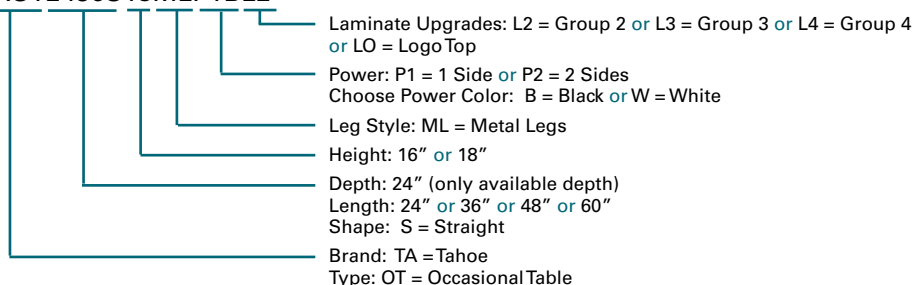 Laminate Upgrades: L2 = Group 2 or L3 = Group 3 or L4 = Group 4
or LO = Logo Top
Power: P1 = 1 Side or P2 = 2 Sides
Choose Power Color: B = Black or W = White
Leg Style: ML = Metal Legs
Height: 16" or 18"
Depth: 24" (only available depth)
Length: 24" or 36" or 48" or 60"
Shape: S = Straight
Brand: TA = Tahoe
Type: OT = Occasional Table